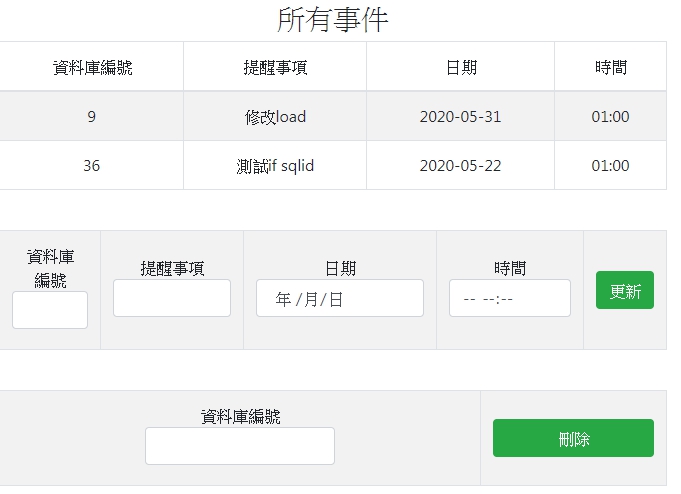 所有事件
資料庫編號 提醒事項 日期 時間
9 修改load 2020-05-31 01:00
36 測試if sqlid 2020-05-22 01:00
資料庫
編號
提醒事項
日期
時間
年 /月/日
-- --:--
更新
資料庫編號
刪除